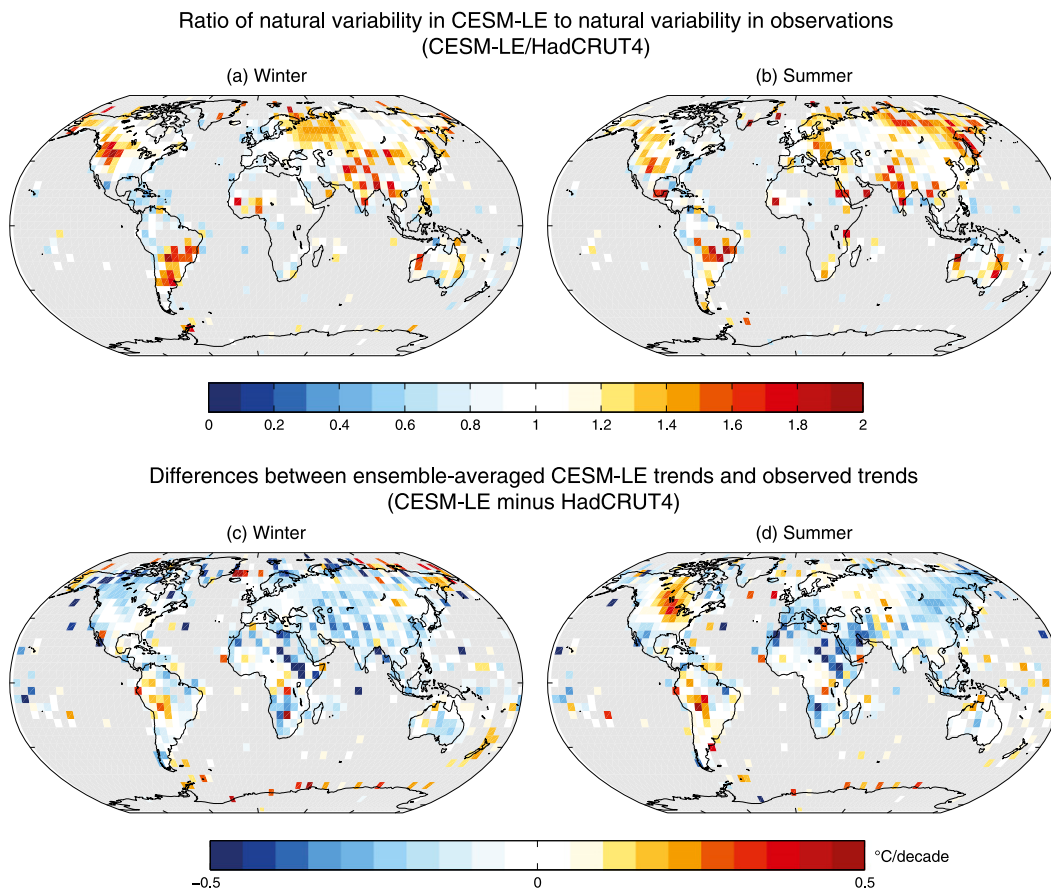 Ratio of natural variability in CESM-LE to natural variability in observations
(CESM-LE/HadCRUT4)
(a) Winter
(b) Summer
0 0.2 0.4 0.6 0.8 1 1.2 1.4 1.6 1.8 2
Differences between ensemble-averaged CESM-LE trends and observed trends
(CESM-LE minus HadCRUT4)
(c) Winter
(d) Summer
°C/decade
−0.5 0 0.5